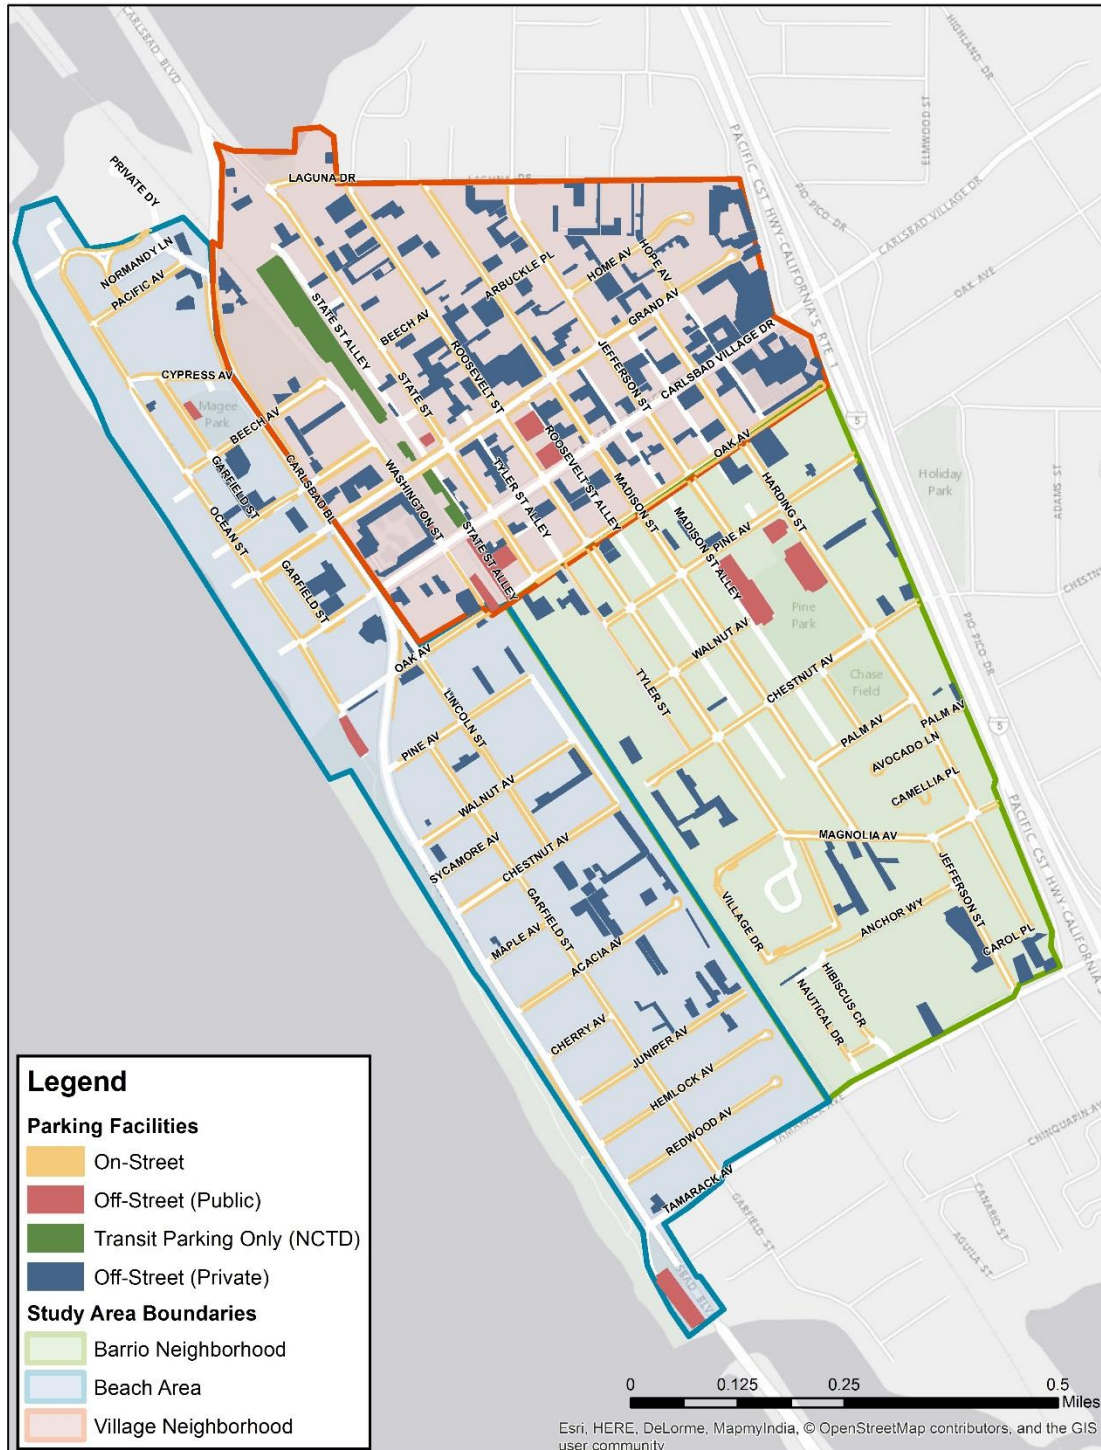 CARLSBAD BLVD
HIGHLAND DR
ELMWOOD ST
PACIFIC CST HWY-CALIFORNIA'S RTE 1
PIO PICO DR
CARLSBAD VILLAGE DR
OAK AVE
PRIVATE DY
LAGUNA DR
LAGUNA DR
NORMANDY LN
PACIFIC AV
STATE ST ALLEY
BEECH AV
ARBUCKLE PL
HOME AV
HOPE AV
GRAND AV
ROOSEVELT ST
JEFFERSON ST
CARLSBAD VILLAGE DR
CYPRESS AV
Magee
Park
BEECH AV
STATE ST
OAK AV
5
GARFIELD ST
CARLSBAD BL
WASHINGTON ST
TYLER ST ALLEY
ROOSEVELT ST ALLEY
MADISON ST
HARDING ST
Holiday
Park
ADAMS ST
OCEAN ST
STATE ST ALLEY
MADISON ST ALLEY
PINE AV
GARFIELD ST
Pine
Park
CHESTN
PIO PICO DR
OAK AV
WALNUT AV
TYLER ST
CHESTNUT AV
Chase
Field
LINCOLN ST
PINE AV
PALM AV
PALM AV
5
AVOCADO LN
CAMELLIA PL
WALNUT AV
SYCAMORE AV
CHESTNUT AV
MAGNOLIA AV
PACIFIC CST HWY-CALIFORNIA'S
GARFIELD ST
VILLAGE DR
JEFFERSON ST
ANCHOR WY
CAROL PL
MAPLE AV
ACACIA AV
HIBISCUS CR
NAUTICAL DR
CHERRY AV
JUNIPER AV
HEMLOCK AV
REDWOOD AV
TAMARACK AVE
CHINQUAPIN AV
TAMARACK AV
GARFIELD ST
CANARIO ST
AGUILA ST
SBAD BLV
Legend
Parking Facilities
On-Street
Off-Street (Public)
Transit Parking Only (NCTD)
Off-Street (Private)
Study Area Boundaries
Barrio Neighborhood
Beach Area
Village Neighborhood
0 0.125 0.25 0.5
Miles
Esri, HERE, DeLorme, MapmyIndia, © OpenStreetMap contributors, and the GIS
user community